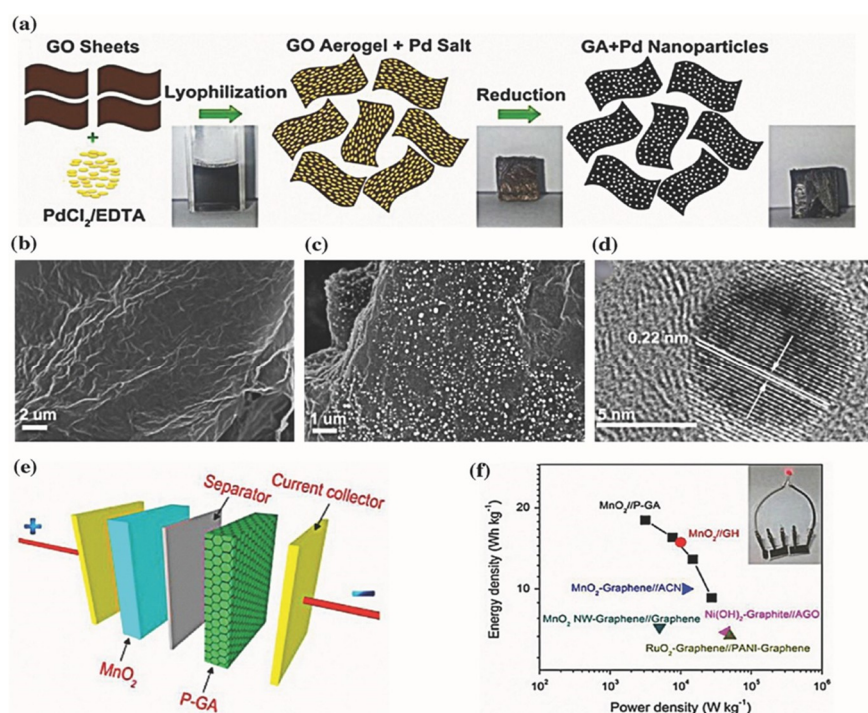 (a)
GO Sheets
GO Aerogel + Pd Salt
GA+Pd Nanoparticles
Lyophilization
Reduction
+
PdCl₂/EDTA
(b)
(c)
(d)
2 um
1 um
0.22 nm
5 nm
(e)
Separator
Current collector
+
-
MnO₂
P-GA
(f)
Energy density (Wh kg⁻¹)
20
10
MnO₂//P-GA
MnO₂//GH
MnO₂-Graphene//ACN
MnO₂ NW-Graphene//Graphene
Ni(OH)₂-Graphite//AGO
RuO₂-Graphene//PANI-Graphene
10² 10³ 10⁴ 10⁵ 10⁶
Power density (W kg⁻¹)